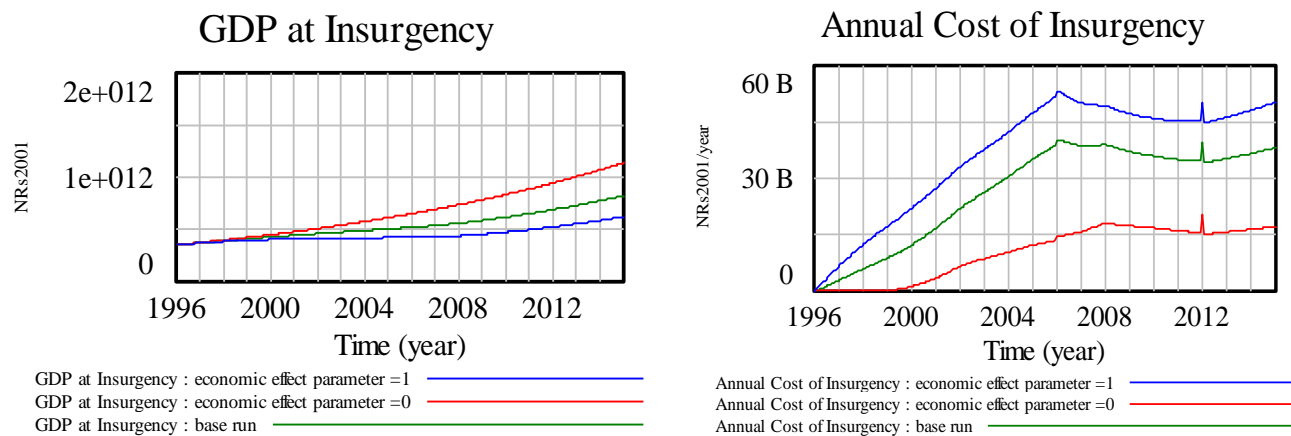 GDP at Insurgency
2e+012
1e+012
0
NRs2001
1996 2000 2004 2008 2012
Time (year)
GDP at Insurgency : economic effect parameter =1
GDP at Insurgency : economic effect parameter =0
GDP at Insurgency : base run
Annual Cost of Insurgency
60 B
30 B
0
NRs2001/year
1996 2000 2004 2008 2012
Time (year)
Annual Cost of Insurgency : economic effect parameter =1
Annual Cost of Insurgency : economic effect parameter =0
Annual Cost of Insurgency : base run